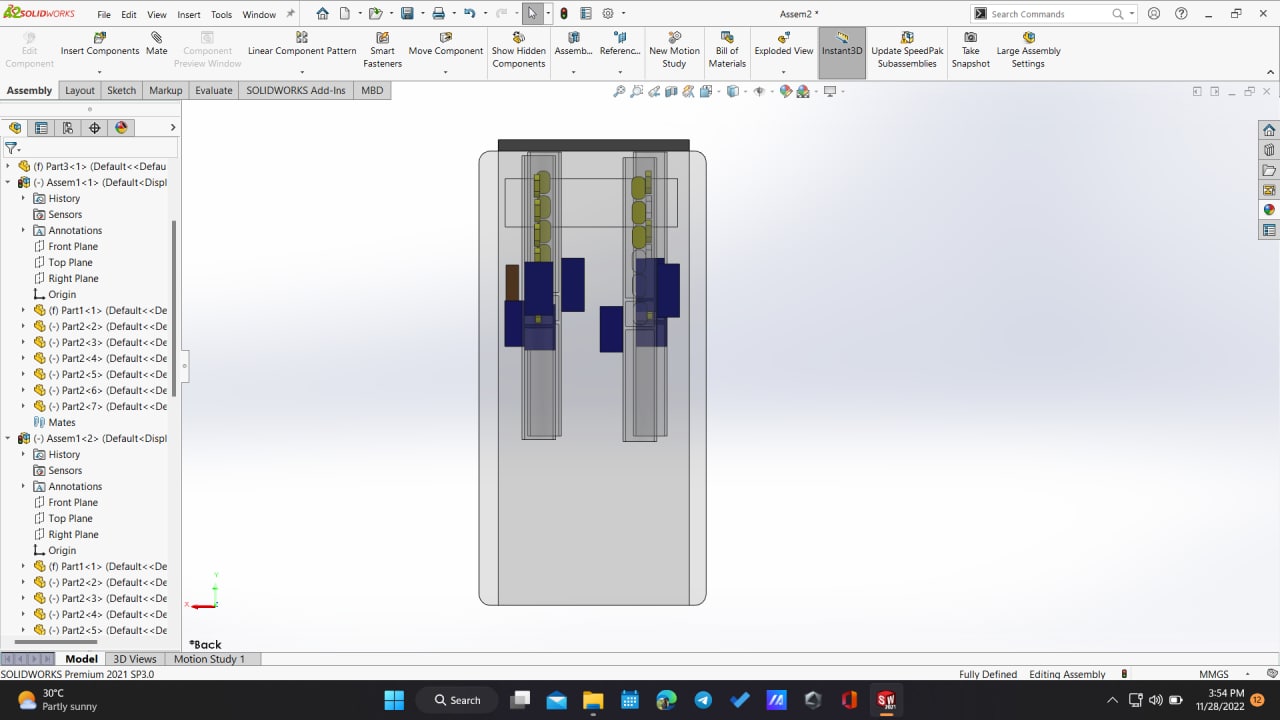 SOLIDWORKS
File
Edit
View
Insert
Tools
Window
Assem2 *
Search Commands
Edit Component
Insert Components
Mate
Component Preview Window
Linear Component Pattern
Smart Fasteners
Move Component
Show Hidden Components
Assemb...
Referenc...
New Motion Study
Bill of Materials
Exploded View
Instant3D
Update SpeedPak Subassemblies
Take Snapshot
Large Assembly Settings
Assembly
Layout
Sketch
Markup
Evaluate
SOLIDWORKS Add-Ins
MBD
(f) Part3<1> (Default<<Defau
(-) Assem1<1> (Default<Displ
History
Sensors
Annotations
Front Plane
Top Plane
Right Plane
Origin
(f) Part1<1> (Default<<De
(-) Part2<2> (Default<<De
(-) Part2<3> (Default<<De
(-) Part2<4> (Default<<De
(-) Part2<5> (Default<<De
(-) Part2<6> (Default<<De
(-) Part2<7> (Default<<De
Mates
(-) Assem1<2> (Default<Displ
History
Sensors
Annotations
Front Plane
Top Plane
Right Plane
Origin
(f) Part1<1> (Default<<De
(-) Part2<2> (Default<<De
(-) Part2<3> (Default<<De
(-) Part2<4> (Default<<De
(-) Part2<5> (Default<<De
Y
X
*Back
Model
3D Views
Motion Study 1
SOLIDWORKS Premium 2021 SP3.0
Fully Defined
Editing Assembly
MMGS
30°C
Partly sunny
Search
SW
2021
3:54 PM
11/28/2022
12